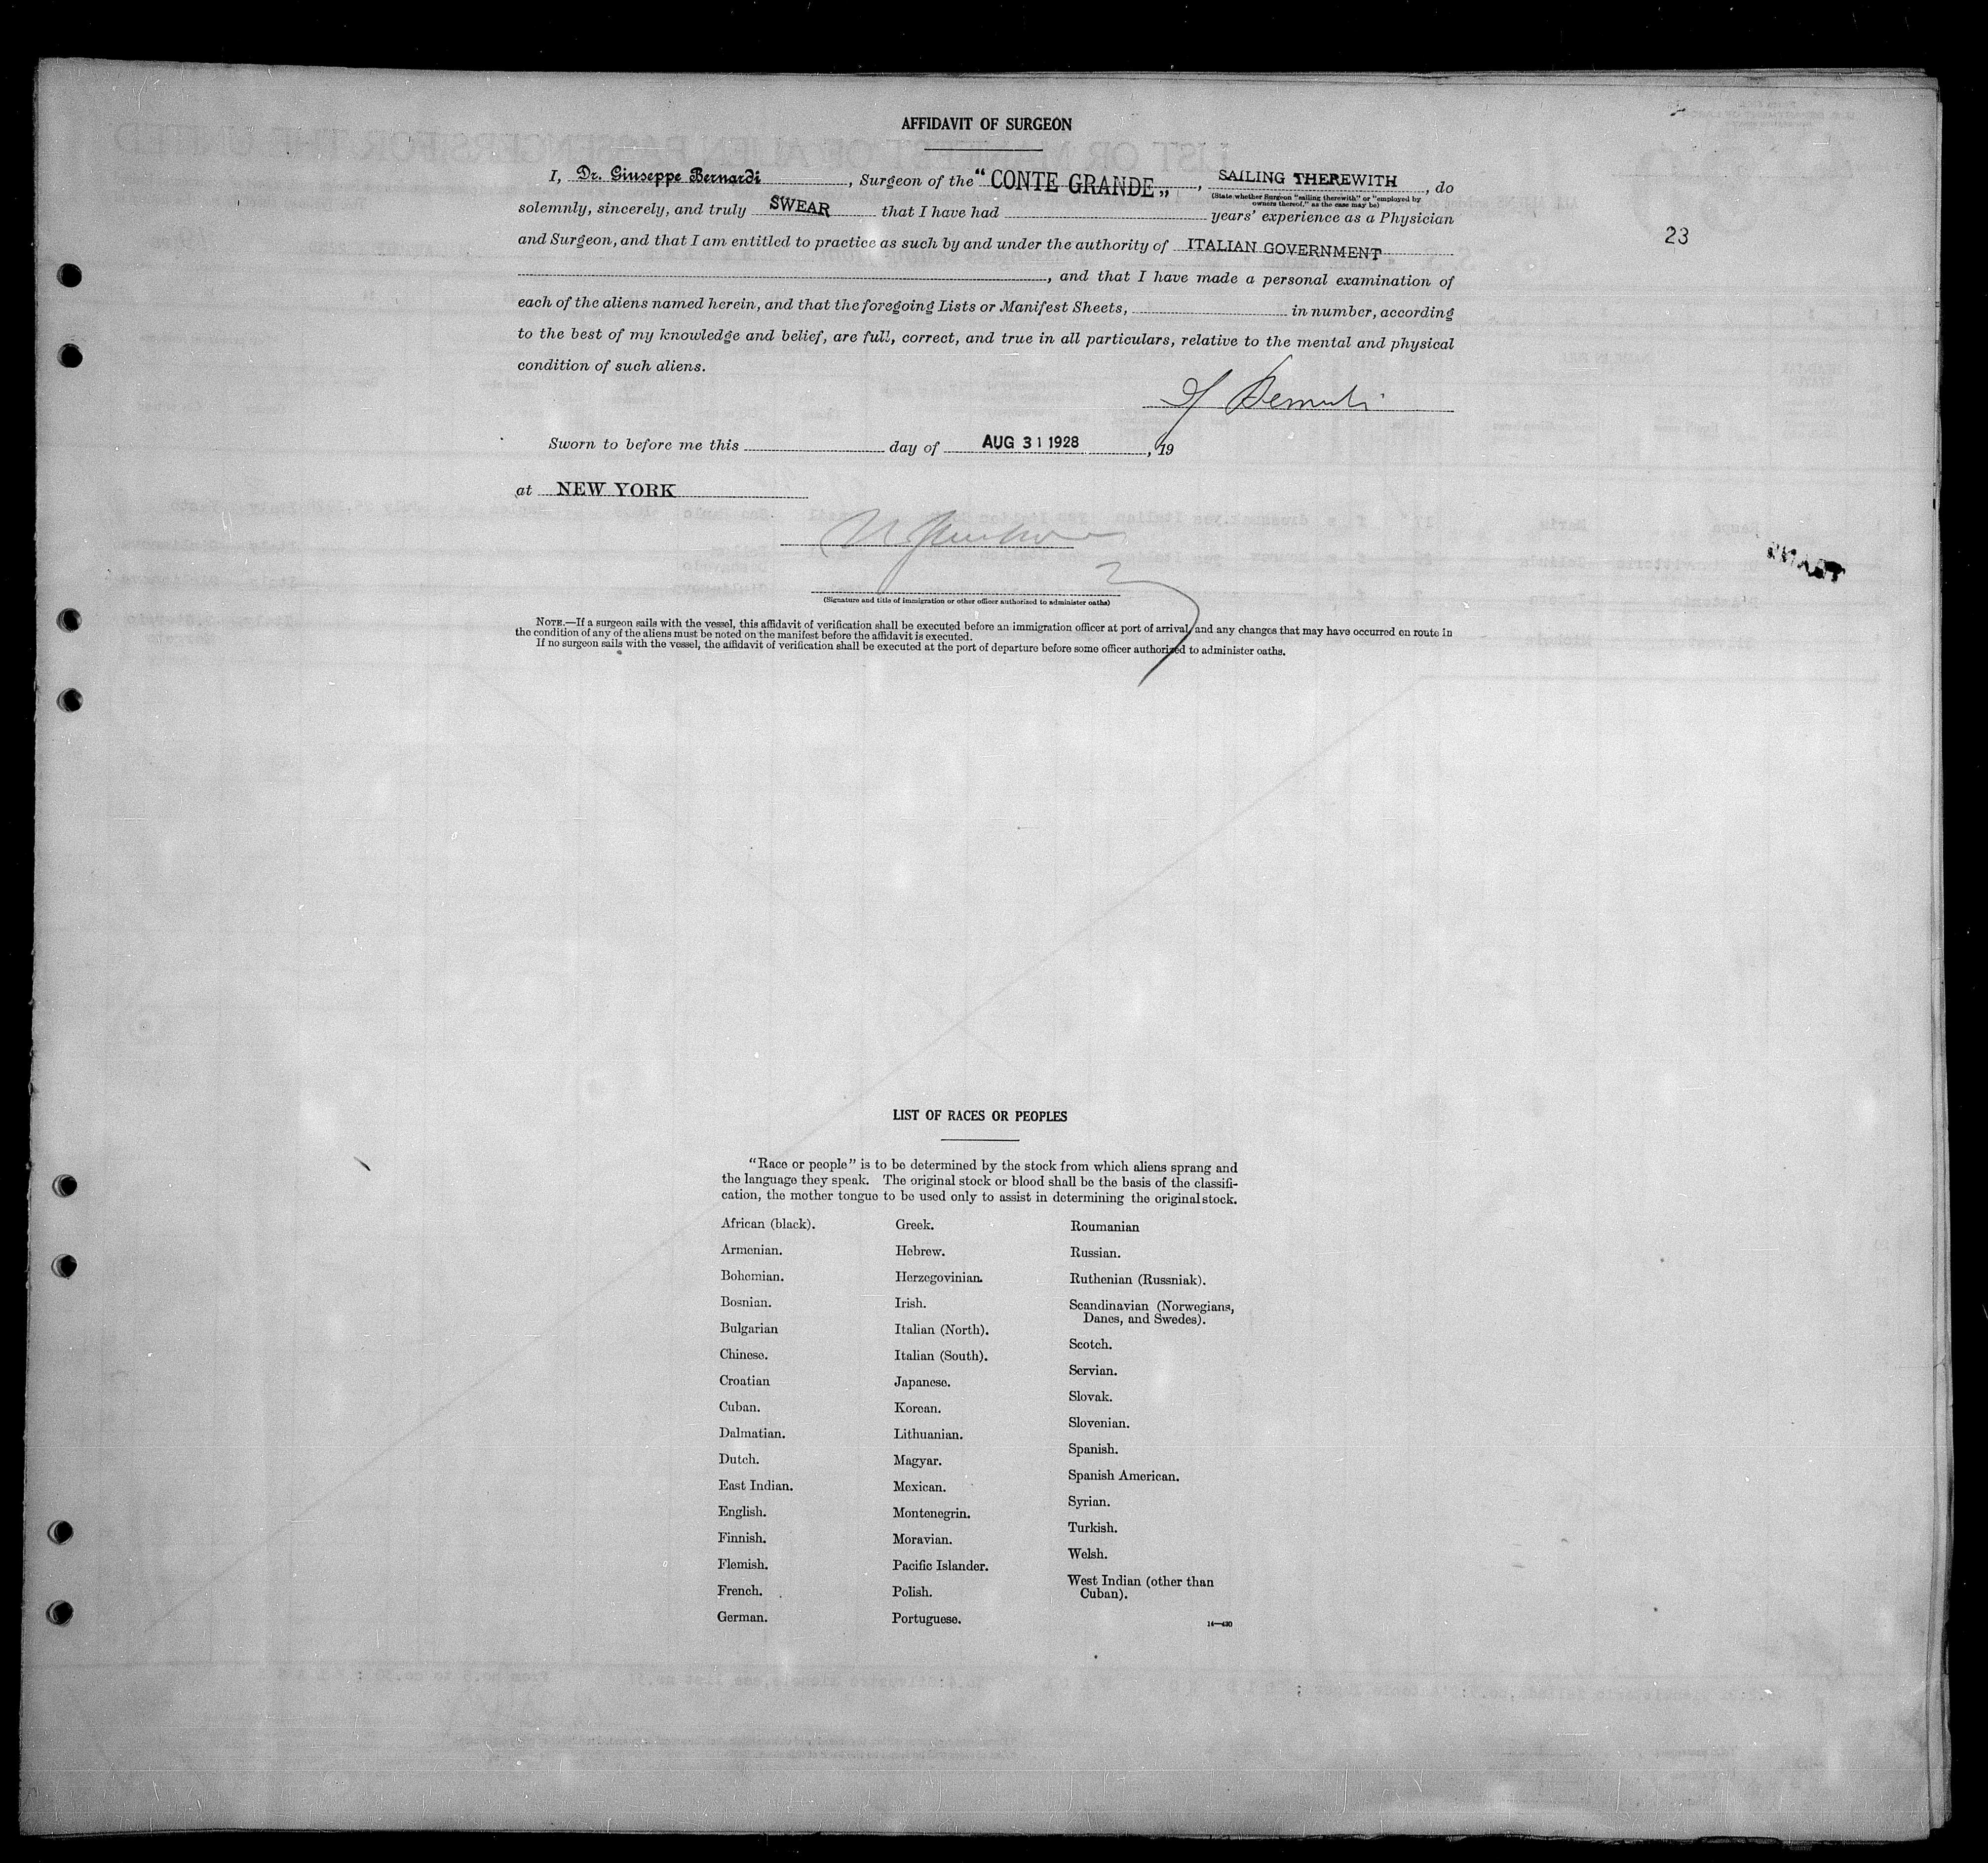 AFFIDAVIT OF SURGEON
I, Dr. Giuseppe Bernardi, Surgeon of the "CONTE GRANDE„, SAILING THEREWITH, do
(State whether Surgeon "sailing therewith" or "employed by
owners thereof," as the case may be)
solemnly, sincerely, and truly SWEAR that I have had years' experience as a Physician
and Surgeon, and that I am entitled to practice as such by and under the authority of ITALIAN GOVERNMENT
23
, and that I have made a personal examination of
each of the aliens named herein, and that the foregoing Lists or Manifest Sheets, in number, according
to the best of my knowledge and belief, are full, correct, and true in all particulars, relative to the mental and physical
condition of such aliens.
Sworn to before me this day of AUG 31 1928, 19
at NEW YORK
(Signature and title of immigration or other officer authorized to administer oaths)
NOTE.—If a surgeon sails with the vessel, this affidavit of verification shall be executed before an immigration officer at port of arrival, and any changes that may have occurred en route in
the condition of any of the aliens must be noted on the manifest before the affidavit is executed.
If no surgeon sails with the vessel, the affidavit of verification shall be executed at the port of departure before some officer authorized to administer oaths.
LIST OF RACES OR PEOPLES
"Race or people" is to be determined by the stock from which aliens sprang and
the language they speak. The original stock or blood shall be the basis of the classifi-
cation, the mother tongue to be used only to assist in determining the original stock.
African (black).
Armenian.
Bohemian.
Bosnian.
Bulgarian
Chinese.
Croatian
Cuban.
Dalmatian.
Dutch.
East Indian.
English.
Finnish.
Flemish.
French.
German.
Greek.
Hebrew.
Herzegovinian.
Irish.
Italian (North).
Italian (South).
Japanese.
Korean.
Lithuanian.
Magyar.
Mexican.
Montenegrin.
Moravian.
Pacific Islander.
Polish.
Portuguese.
Roumanian
Russian.
Ruthenian (Russniak).
Scandinavian (Norwegians,
Danes, and Swedes).
Scotch.
Servian.
Slovak.
Slovenian.
Spanish.
Spanish American.
Syrian.
Turkish.
Welsh.
West Indian (other than
Cuban).
14—430